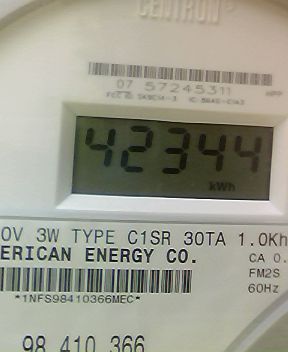 CENTRON®
07 57245311
HPP
42344
kWh
0V 3W TYPE C1SR 30TA 1.0Kh
ERICAN ENERGY CO.
CA 0.
FM2S
*1NFS98410366MEC*
60Hz
98 410 366